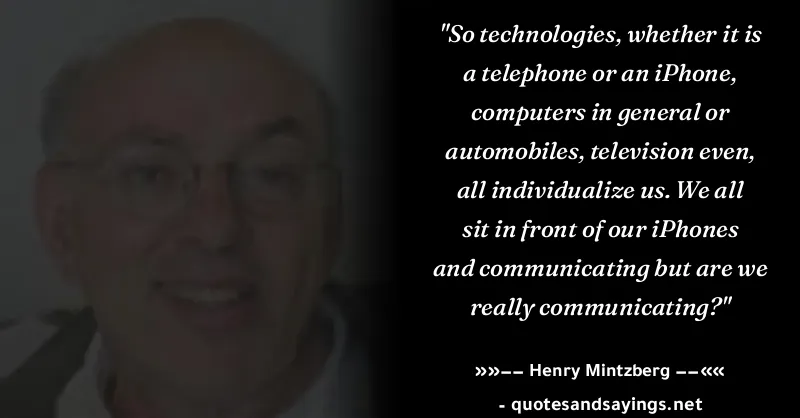 "So technologies, whether it is
a telephone or an iPhone,
computers in general or
automobiles, television even,
all individualize us. We all
sit in front of our iPhones
and communicating but are we
really communicating?"
»»–– Henry Mintzberg ––««
- quotesandsayings.net